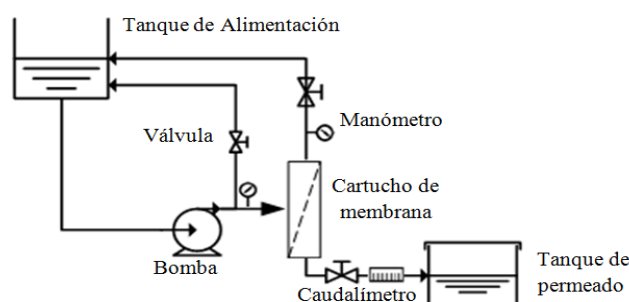 Tanque de Alimentación
Válvula
Manómetro
Cartucho de
membrana
Bomba
Caudalímetro
Tanque de
permeado